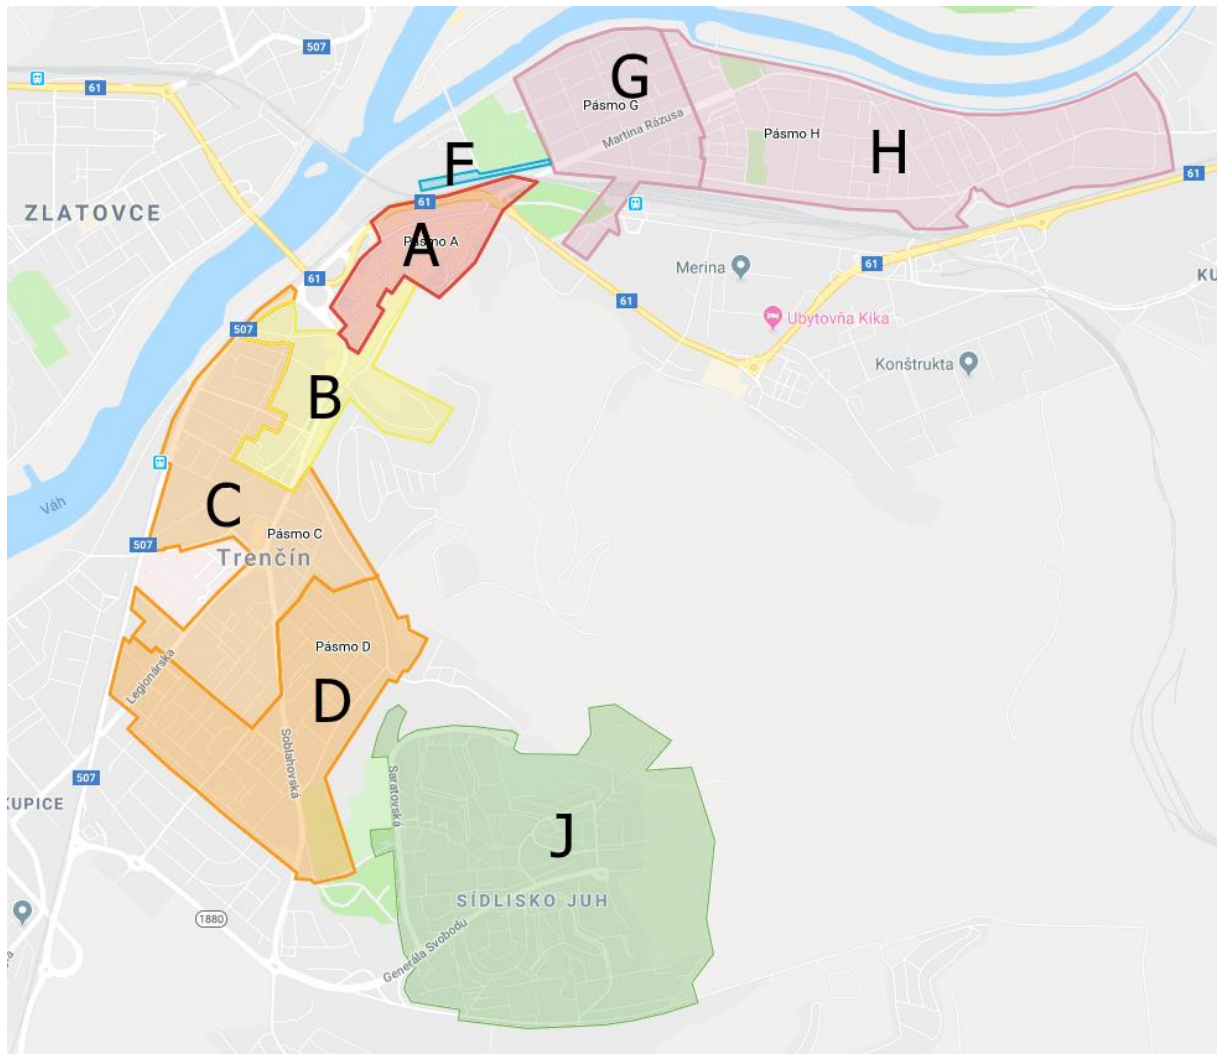 507
61
G
Pásmo G
Martina Rázusa
Pásmo H
H
F
61
61
ZLATOVCE
A
Pásmo A
61
Merina
61
KU
61
Ubytovňa Kika
507
Konštrukta
B
Váh
C
Pásmo C
507
Trenčín
Pásmo D
Legionárska
D
Soblahovská
507
Saratovská
KUPICE
J
SÍDLISKO JUH
1880
Generála Svobodu